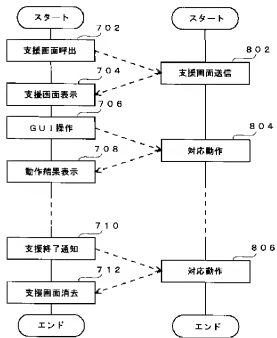 スタート
スタート
702
支援画面呼出
802
704
支援画面送信
支援画面表示
706
GUI操作
804
708
対応動作
動作結果表示
710
支援終了通知
806
712
対応動作
支援画面消去
エンド
エンド